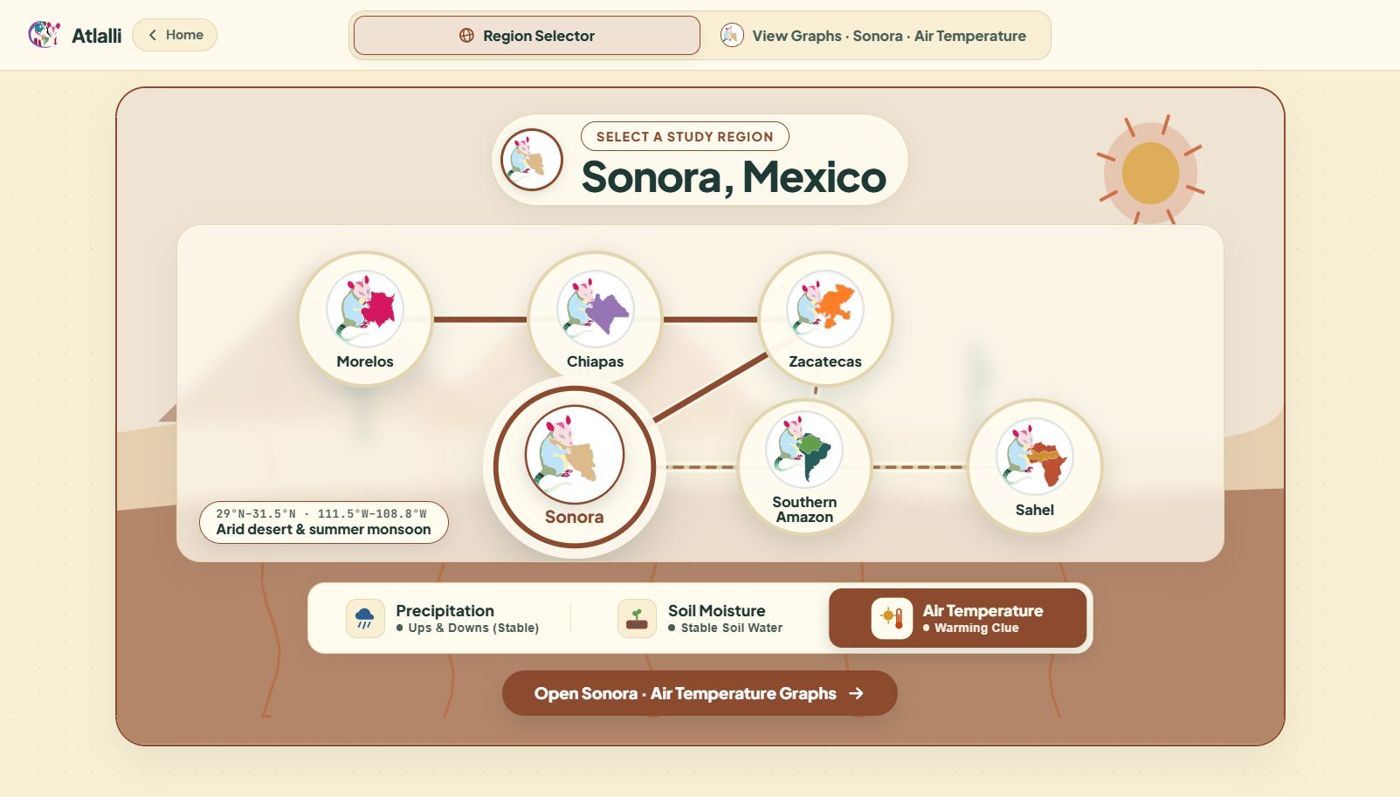 Atlalli
Home
Region Selector
View Graphs · Sonora · Air Temperature
SELECT A STUDY REGION
Sonora, Mexico
Morelos
Chiapas
Zacatecas
Sonora
Southern
Amazon
Sahel
29°N–31.5°N · 111.5°W–108.8°W
Arid desert & summer monsoon
Precipitation
Ups & Downs (Stable)
Soil Moisture
Stable Soil Water
Air Temperature
Warming Clue
Open Sonora · Air Temperature Graphs →